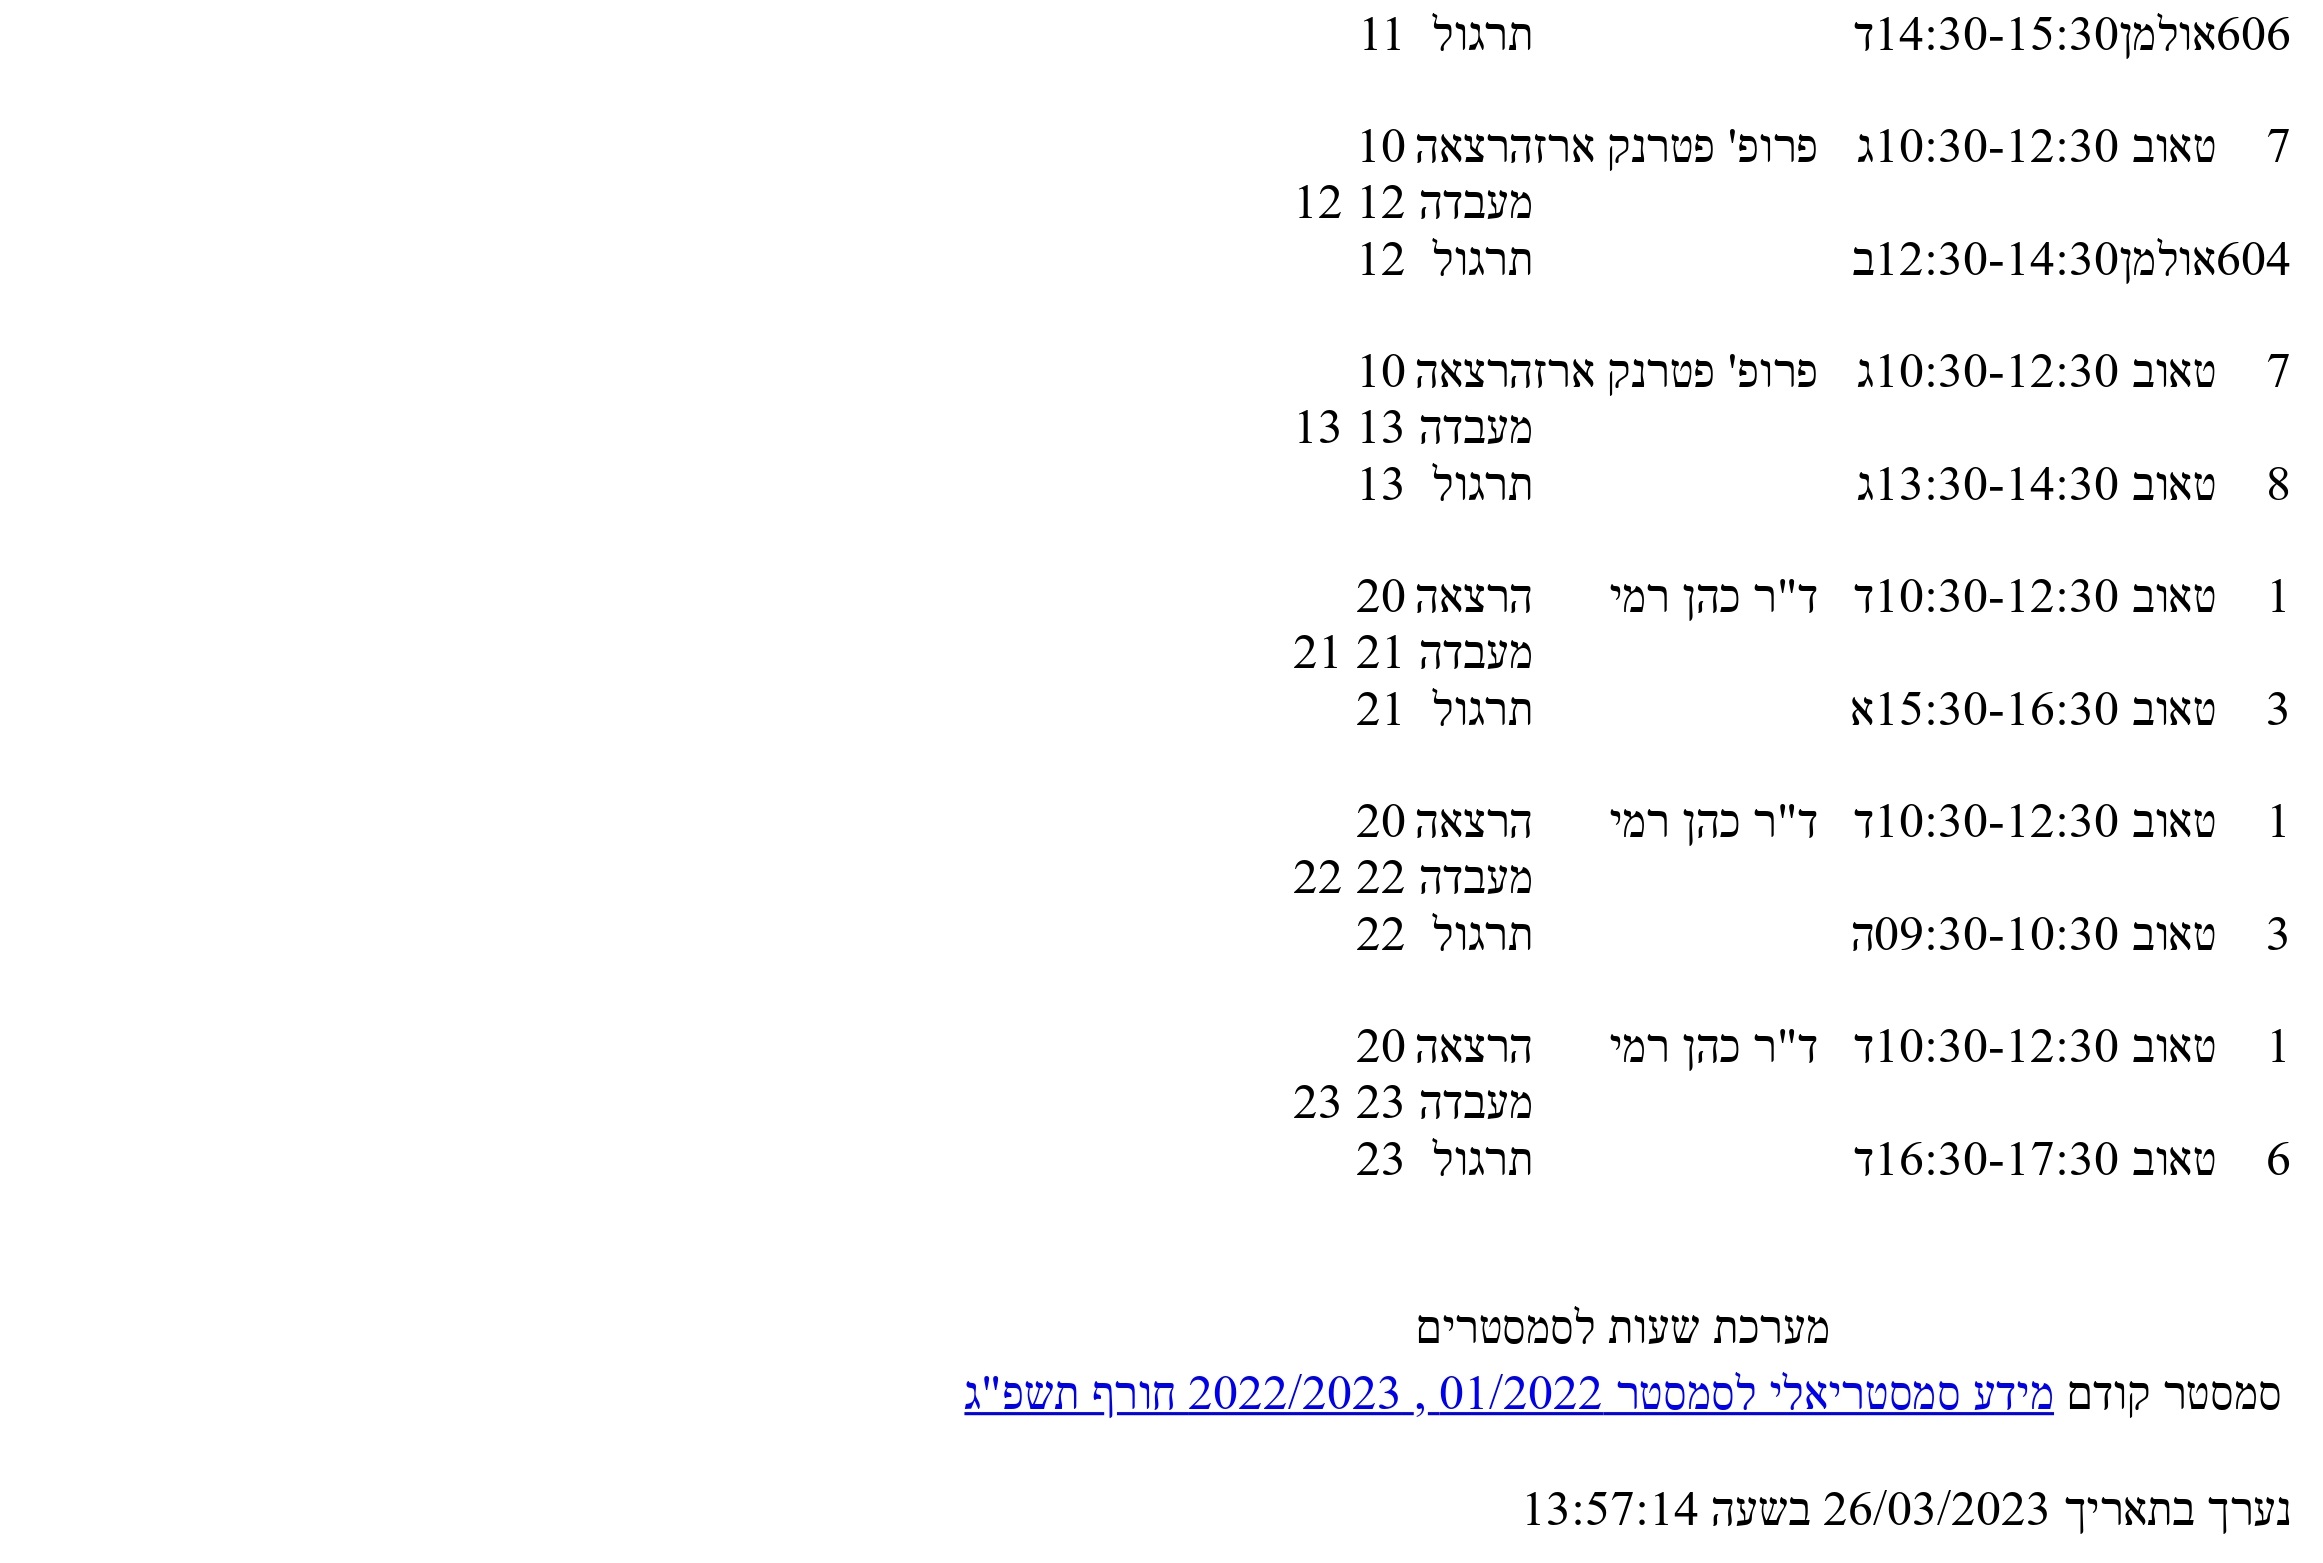 606אולמן14:30-15:30ד תרגול 11
7 טאוב 10:30-12:30ג פרופ' פטרנק ארזהרצאה 10
מעבדה 12 12
604אולמן12:30-14:30ב תרגול 12
7 טאוב 10:30-12:30ג פרופ' פטרנק ארזהרצאה 10
מעבדה 13 13
8 טאוב 13:30-14:30ג תרגול 13
1 טאוב 10:30-12:30ד ד"ר כהן רמי הרצאה 20
מעבדה 21 21
3 טאוב 15:30-16:30א תרגול 21
1 טאוב 10:30-12:30ד ד"ר כהן רמי הרצאה 20
מעבדה 22 22
3 טאוב 09:30-10:30ה תרגול 22
1 טאוב 10:30-12:30ד ד"ר כהן רמי הרצאה 20
מעבדה 23 23
6 טאוב 16:30-17:30ד תרגול 23
מערכת שעות לסמסטרים
סמסטר קודם מידע סמסטריאלי לסמסטר 01/2022 , 2022/2023 חורף תשפ"ג
נערך בתאריך 26/03/2023 בשעה 13:57:14